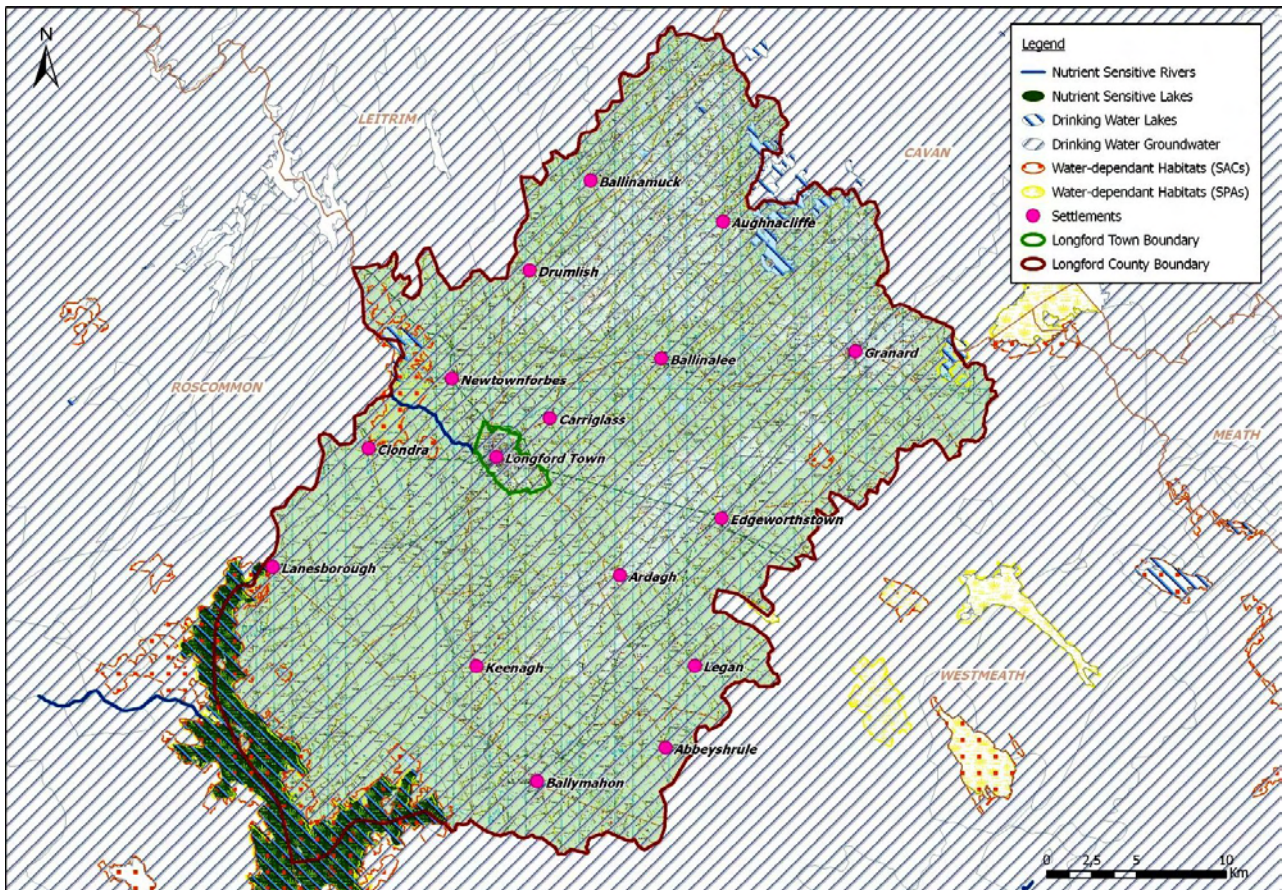 N
LEITRIM
CAVAN
ROSCOMMON
MEATH
WESTMEATH
Legend
Nutrient Sensitive Rivers
Nutrient Sensitive Lakes
Drinking Water Lakes
Drinking Water Groundwater
Water-dependant Habitats (SACs)
Water-dependant Habitats (SPAs)
Settlements
Longford Town Boundary
Longford County Boundary
Ballinamuck
Aughnacliffe
Drumlish
Granard
Ballinalee
Newtownforbes
Carriglass
Clondra
Longford Town
Edgeworthstown
Lanesborough
Ardagh
Keenagh
Legan
Abbeyshrule
Ballymahon
0 2,5 5 10
Km